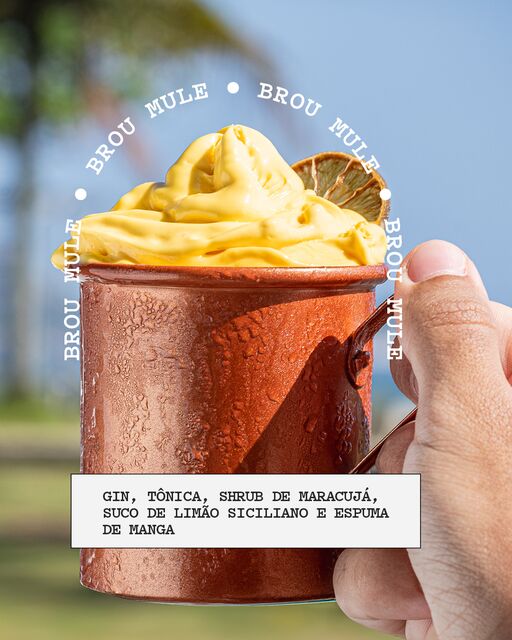 BROU MULE • BROU MULE • BROU MULE • BROU MULE
GIN, TÔNICA, SHRUB DE MARACUJÁ,
SUCO DE LIMÃO SICILIANO E ESPUMA
DE MANGA